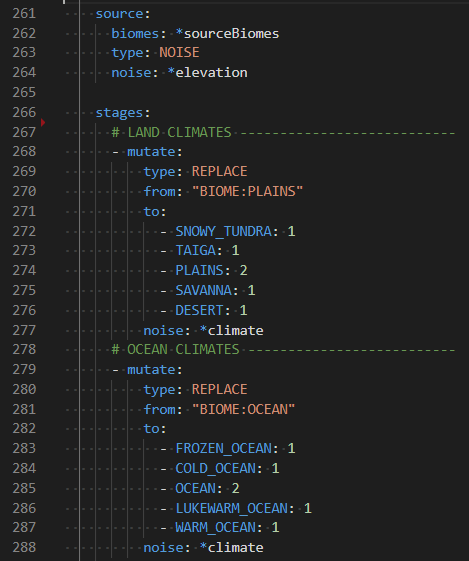 261 source:
262 biomes: *sourceBiomes
263 type: NOISE
264 noise: *elevation
265
266 stages:
267 # LAND CLIMATES ---------------------------
268 - mutate:
269 type: REPLACE
270 from: "BIOME:PLAINS"
271 to:
272 - SNOWY_TUNDRA: 1
273 - TAIGA: 1
274 - PLAINS: 2
275 - SAVANNA: 1
276 - DESERT: 1
277 noise: *climate
278 # OCEAN CLIMATES --------------------------
279 - mutate:
280 type: REPLACE
281 from: "BIOME:OCEAN"
282 to:
283 - FROZEN_OCEAN: 1
284 - COLD_OCEAN: 1
285 - OCEAN: 2
286 - LUKEWARM_OCEAN: 1
287 - WARM_OCEAN: 1
288 noise: *climate